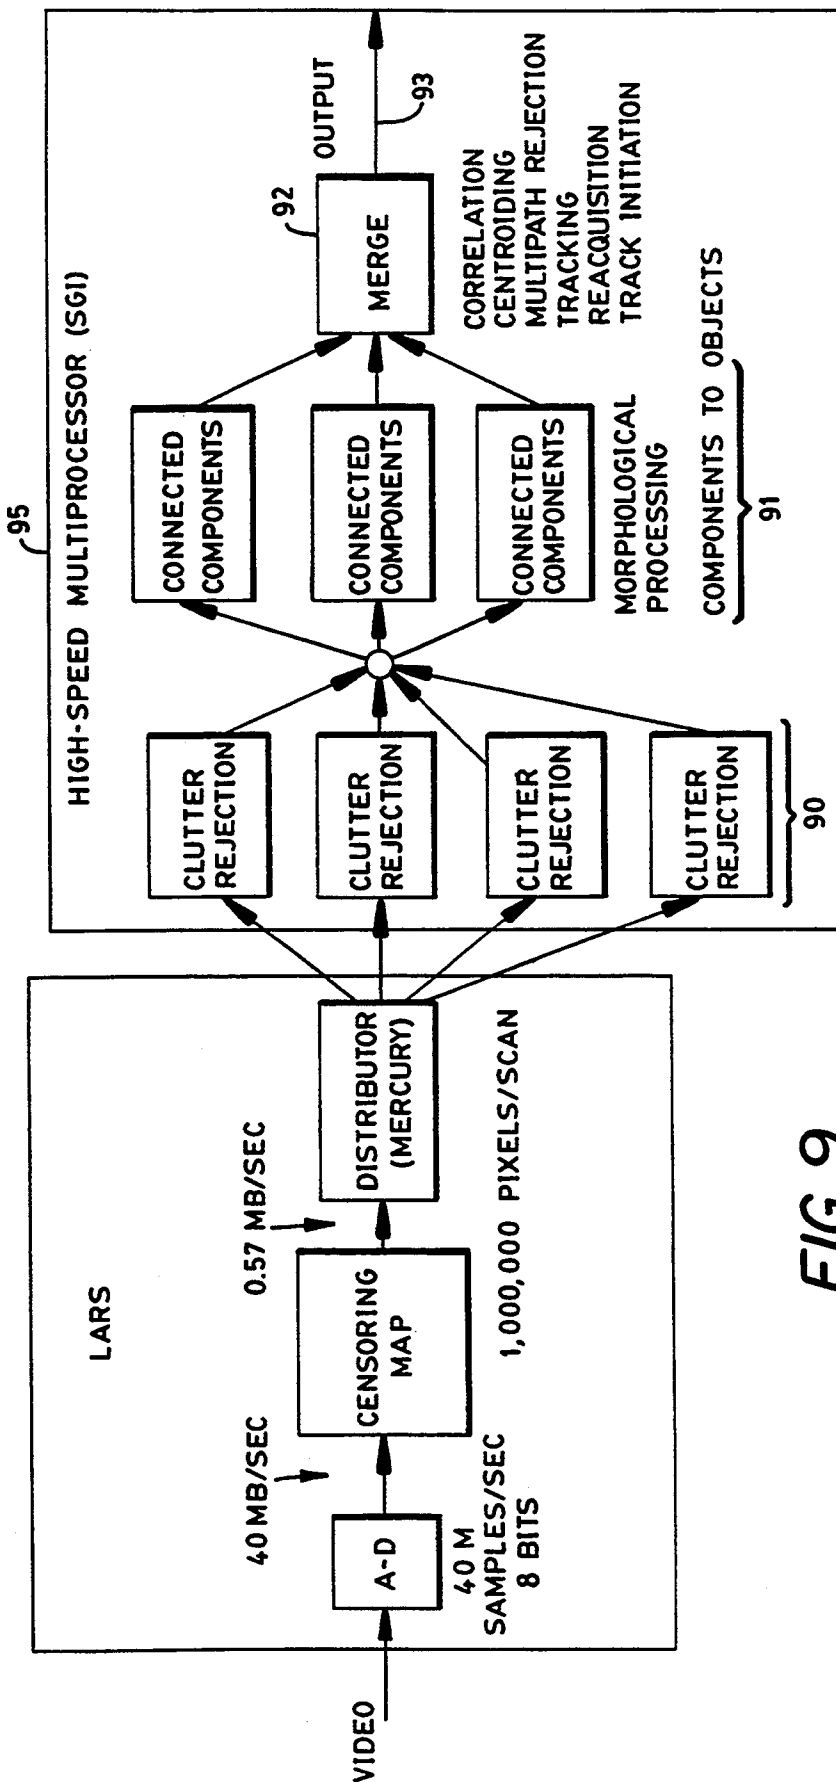 VIDEO
LARS
40 MB/SEC
A-D
40 M
SAMPLES/SEC
8 BITS
CENSORING
MAP
0.57 MB/SEC
DISTRIBUTOR
(MERCURY)
1,000,000 PIXELS/SCAN
95
HIGH-SPEED MULTIPROCESSOR (SGI)
CLUTTER
REJECTION
CLUTTER
REJECTION
CLUTTER
REJECTION
CLUTTER
REJECTION
90
CONNECTED
COMPONENTS
CONNECTED
COMPONENTS
CONNECTED
COMPONENTS
MORPHOLOGICAL
PROCESSING
COMPONENTS TO OBJECTS
91
92
MERGE
OUTPUT
93
CORRELATION
CENTROIDING
MULTIPATH REJECTION
TRACKING
REACQUISITION
TRACK INITIATION
FIG 9